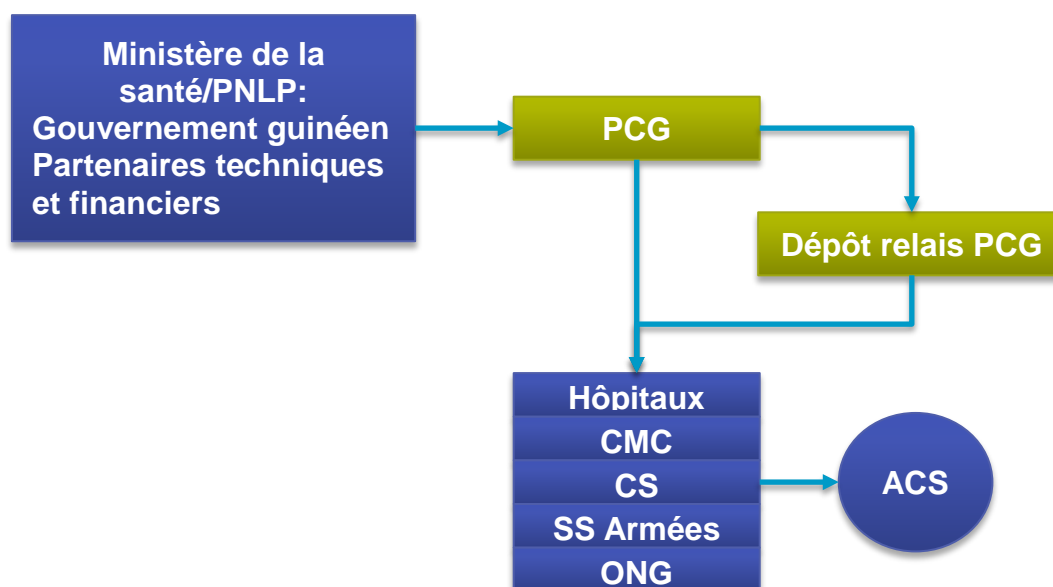 Ministère de la
santé/PNLP:
Gouvernement guinéen
Partenaires techniques
et financiers
PCG
Dépôt relais PCG
Hôpitaux
CMC
CS
SS Armées
ONG
ACS